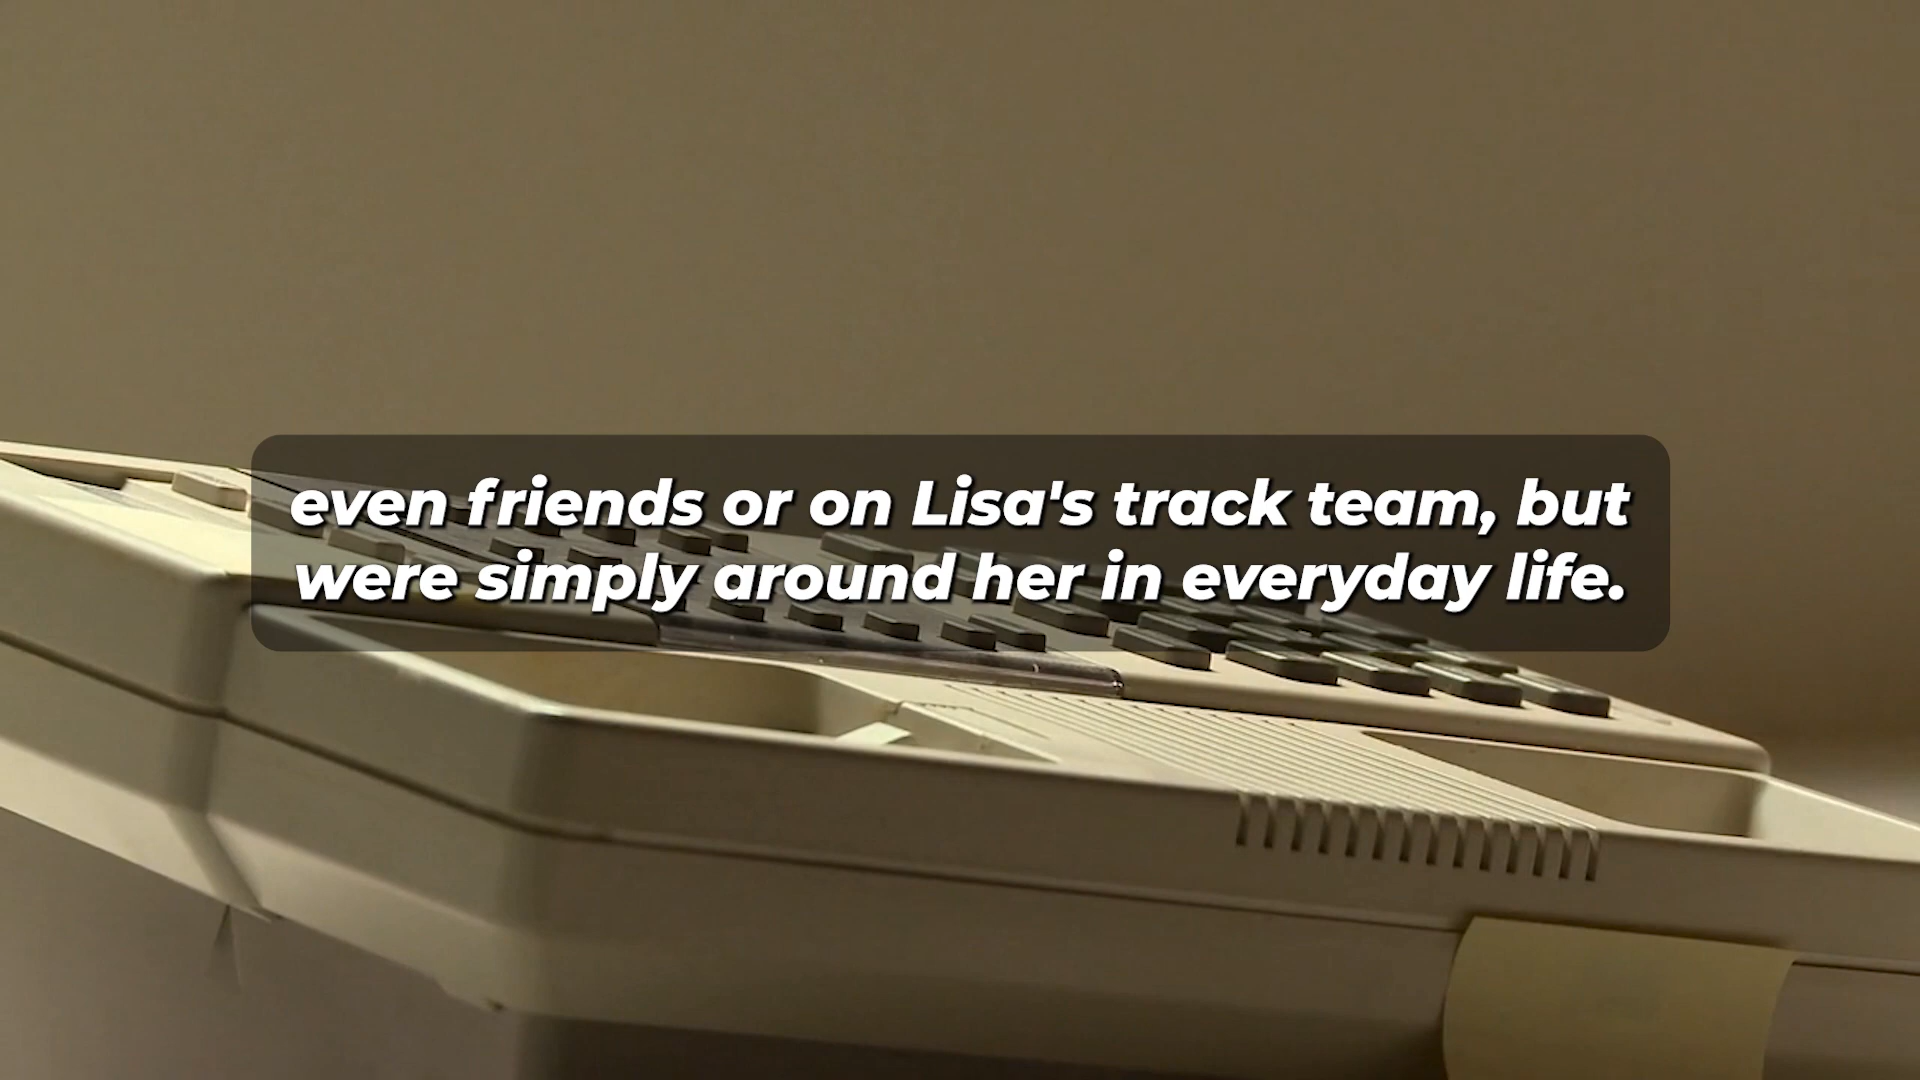 even friends or on Lisa's track team, but
were simply around her in everyday life.